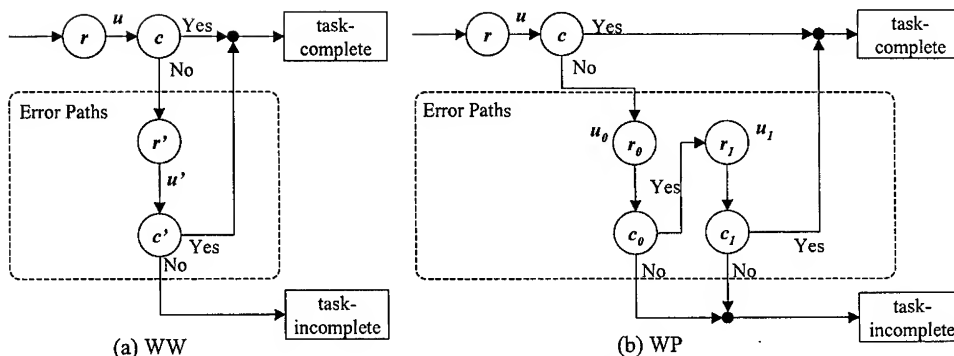 r
u
c
Yes
task-
complete
No
Error Paths
r'
u'
c'
Yes
No
task-
incomplete
(a) WW
r
u
c
Yes
task-
complete
No
Error Paths
u₀
r₀
r₁
u₁
Yes
c₀
c₁
Yes
No
No
task-
incomplete
(b) WP